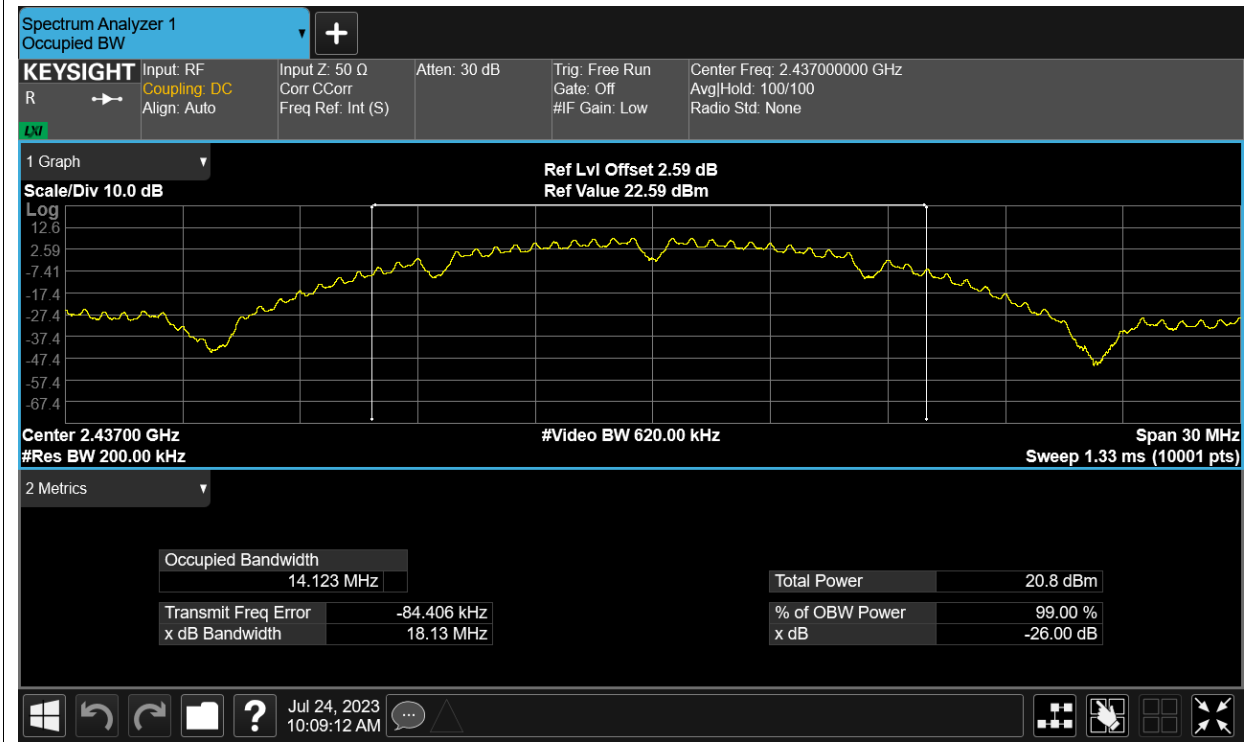 Spectrum Analyzer 1
Occupied BW
KEYSIGHT
R
LXI
Input: RF
Coupling: DC
Align: Auto
Input Z: 50 Ω
Corr CCorr
Freq Ref: Int (S)
Atten: 30 dB
Trig: Free Run
Gate: Off
#IF Gain: Low
Center Freq: 2.437000000 GHz
Avg|Hold: 100/100
Radio Std: None
1 Graph
Scale/Div 10.0 dB
Ref Lvl Offset 2.59 dB
Ref Value 22.59 dBm
Log
12.6
2.59
-7.41
-17.4
-27.4
-37.4
-47.4
-57.4
-67.4
Center 2.43700 GHz
#Video BW 620.00 kHz
Span 30 MHz
#Res BW 200.00 kHz
Sweep 1.33 ms (10001 pts)
2 Metrics
Occupied Bandwidth
14.123 MHz
Total Power 20.8 dBm
Transmit Freq Error -84.406 kHz
% of OBW Power 99.00 %
x dB Bandwidth 18.13 MHz
x dB -26.00 dB
?
Jul 24, 2023
10:09:12 AM